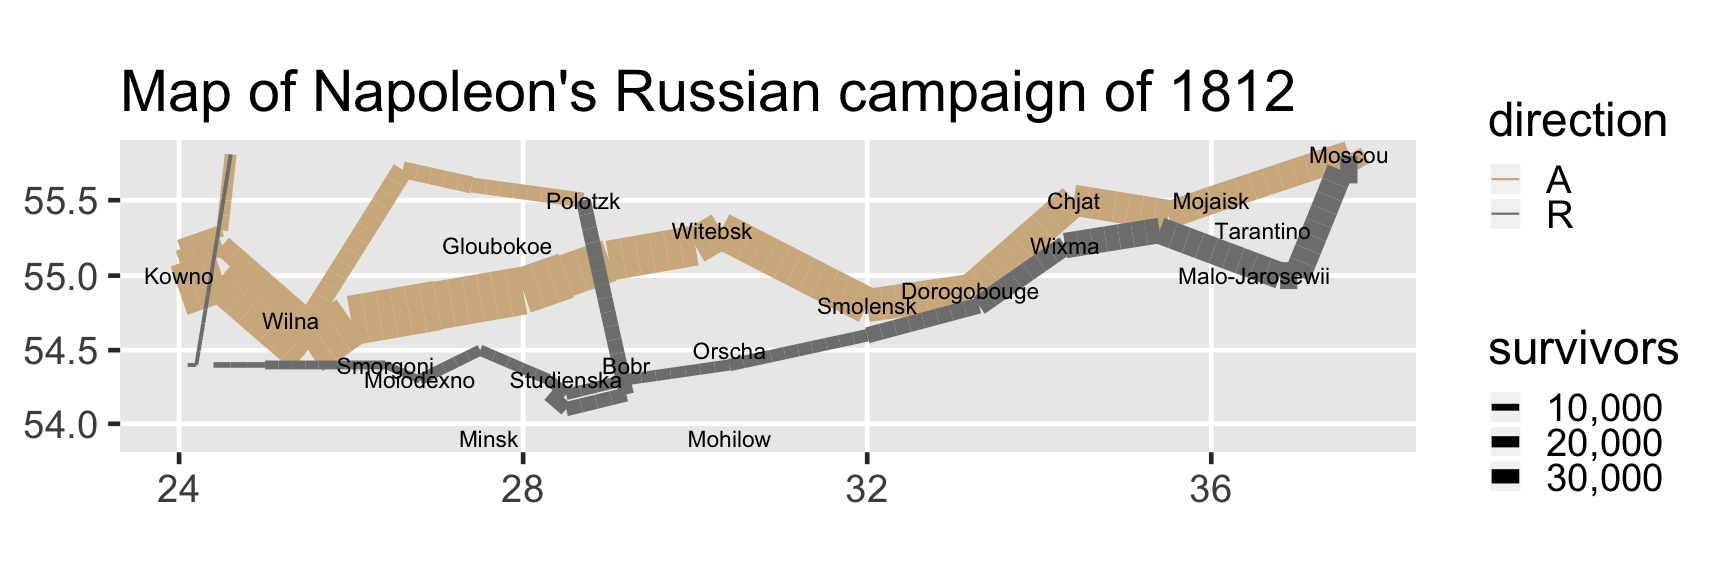 Map of Napoleon's Russian campaign of 1812
55.5
55.0
54.5
54.0
24
28
32
36
Moscou
Polotzk
Chjat
Mojaisk
Witebsk
Tarantino
Gloubokoe
Wixma
Kowno
Malo-Jarosewii
Dorogobouge
Smolensk
Wilna
Orscha
Smorgoni
Bobr
Molodexno
Studienska
Minsk
Mohilow
direction
A
R
survivors
10,000
20,000
30,000